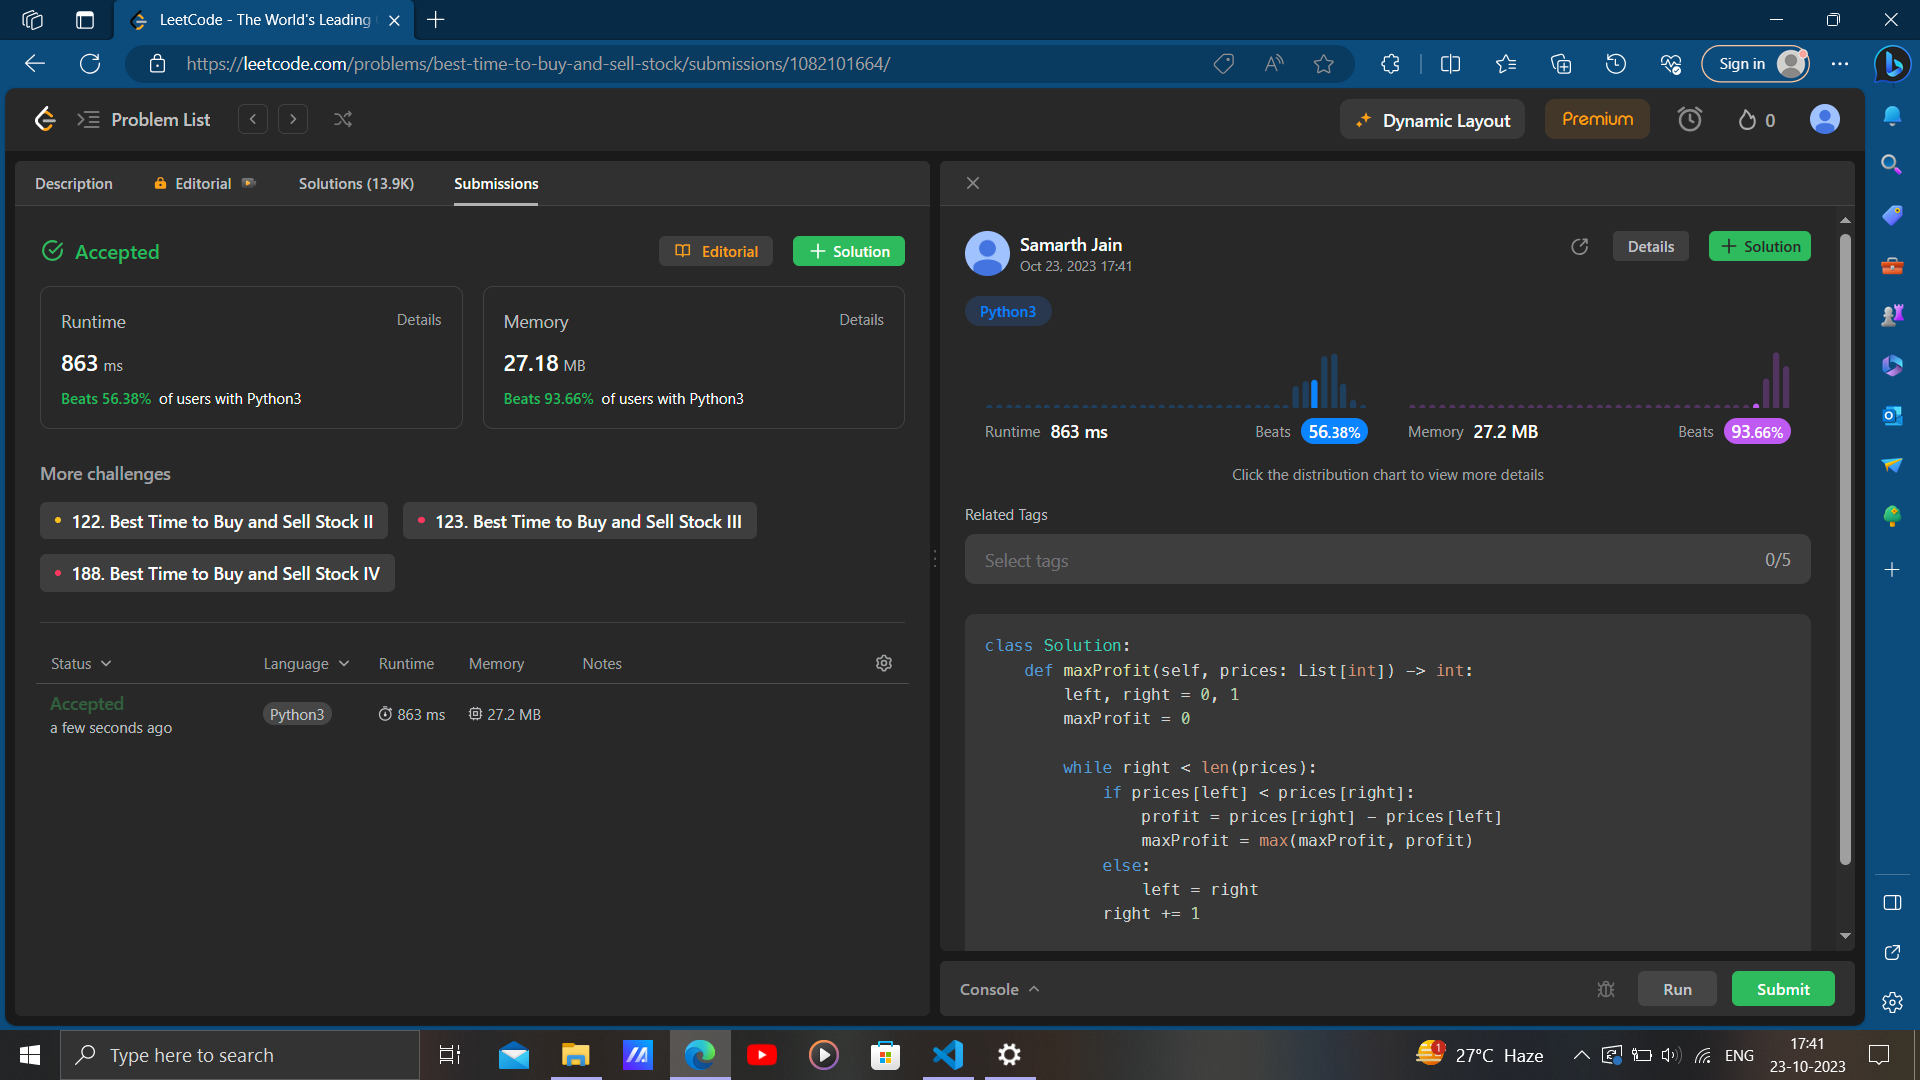 LeetCode - The World's Leading
https://leetcode.com/problems/best-time-to-buy-and-sell-stock/submissions/1082101664/
Sign in
Problem List
Dynamic Layout
Premium
0
Description
Editorial
Solutions (13.9K)
Submissions
Accepted
Editorial
+ Solution
Runtime
Details
863 ms
Beats 56.38% of users with Python3
Memory
Details
27.18 MB
Beats 93.66% of users with Python3
More challenges
122. Best Time to Buy and Sell Stock II
123. Best Time to Buy and Sell Stock III
188. Best Time to Buy and Sell Stock IV
Status
Language
Runtime
Memory
Notes
Accepted
a few seconds ago
Python3
863 ms
27.2 MB
Samarth Jain
Oct 23, 2023 17:41
Details
+ Solution
Python3
Runtime 863 ms
Beats 56.38%
Memory 27.2 MB
Beats 93.66%
Click the distribution chart to view more details
Related Tags
Select tags
0/5
class Solution:
    def maxProfit(self, prices: List[int]) -> int:
        left, right = 0, 1
        maxProfit = 0
        while right < len(prices):
            if prices[left] < prices[right]:
                profit = prices[right] - prices[left]
                maxProfit = max(maxProfit, profit)
            else:
                left = right
            right += 1
Console
Run
Submit
Type here to search
1
27°C Haze
ENG
17:41
23-10-2023